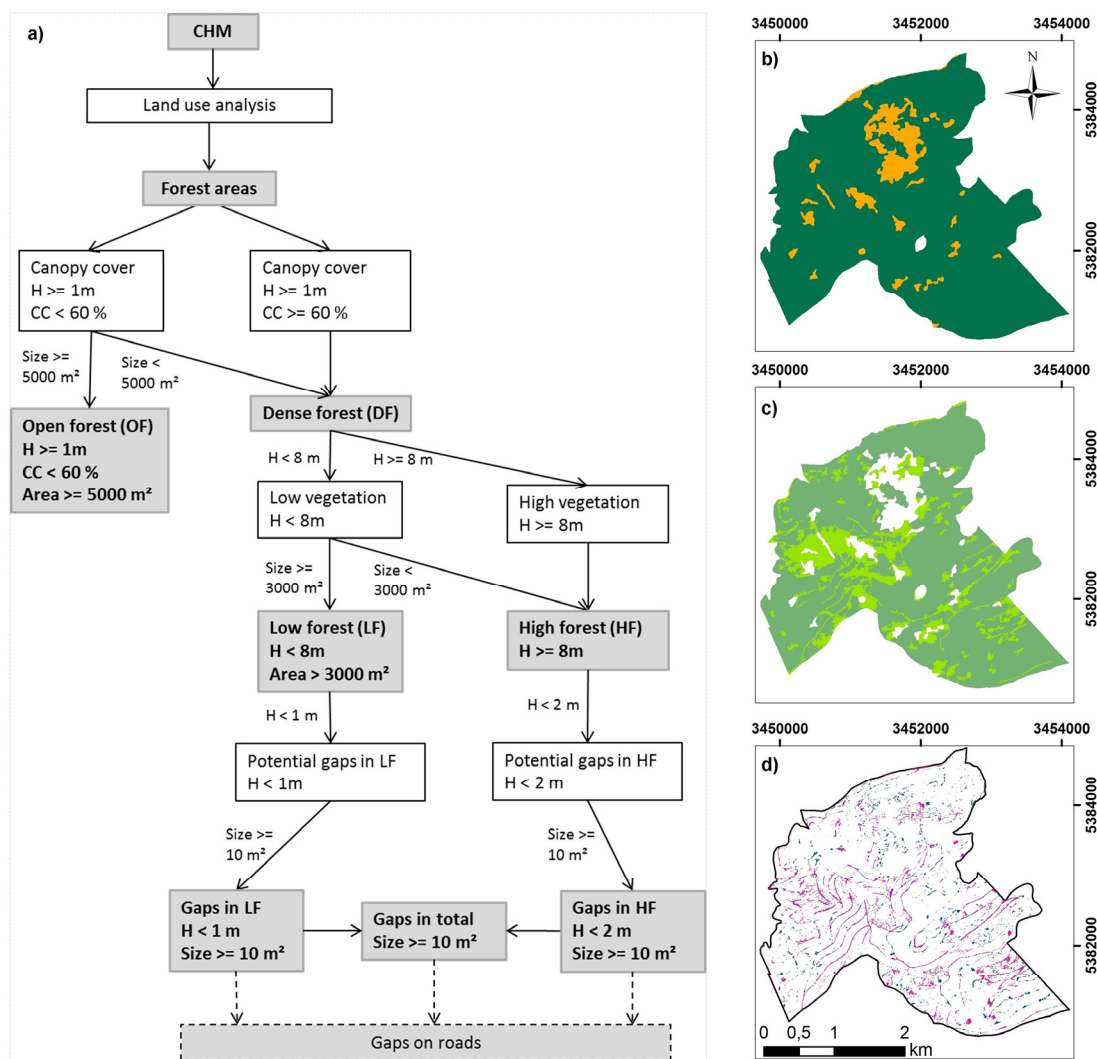 a)
CHM
Land use analysis
Forest areas
Canopy cover
H >= 1m
CC < 60 %
Canopy cover
H >= 1m
CC >= 60 %
Size >=
5000 m²
Size <
5000 m²
Open forest (OF)
H >= 1m
CC < 60 %
Area >= 5000 m²
Dense forest (DF)
H < 8 m
H >= 8 m
Low vegetation
H < 8m
High vegetation
H >= 8m
Size >=
3000 m²
Size <
3000 m²
Low forest (LF)
H < 8m
Area > 3000 m²
High forest (HF)
H >= 8m
H < 1 m
H < 2 m
Potential gaps in LF
H < 1m
Potential gaps in HF
H < 2 m
Size >=
10 m²
Size >=
10 m²
Gaps in LF
H < 1 m
Size >= 10 m²
Gaps in total
Size >= 10 m²
Gaps in HF
H < 2 m
Size >= 10 m²
Gaps on roads
3450000 3452000 3454000
b)
N
5384000
5382000
3450000 3452000 3454000
c)
5384000
5382000
3450000 3452000 3454000
d)
5384000
5382000
0 0,5 1 2
km